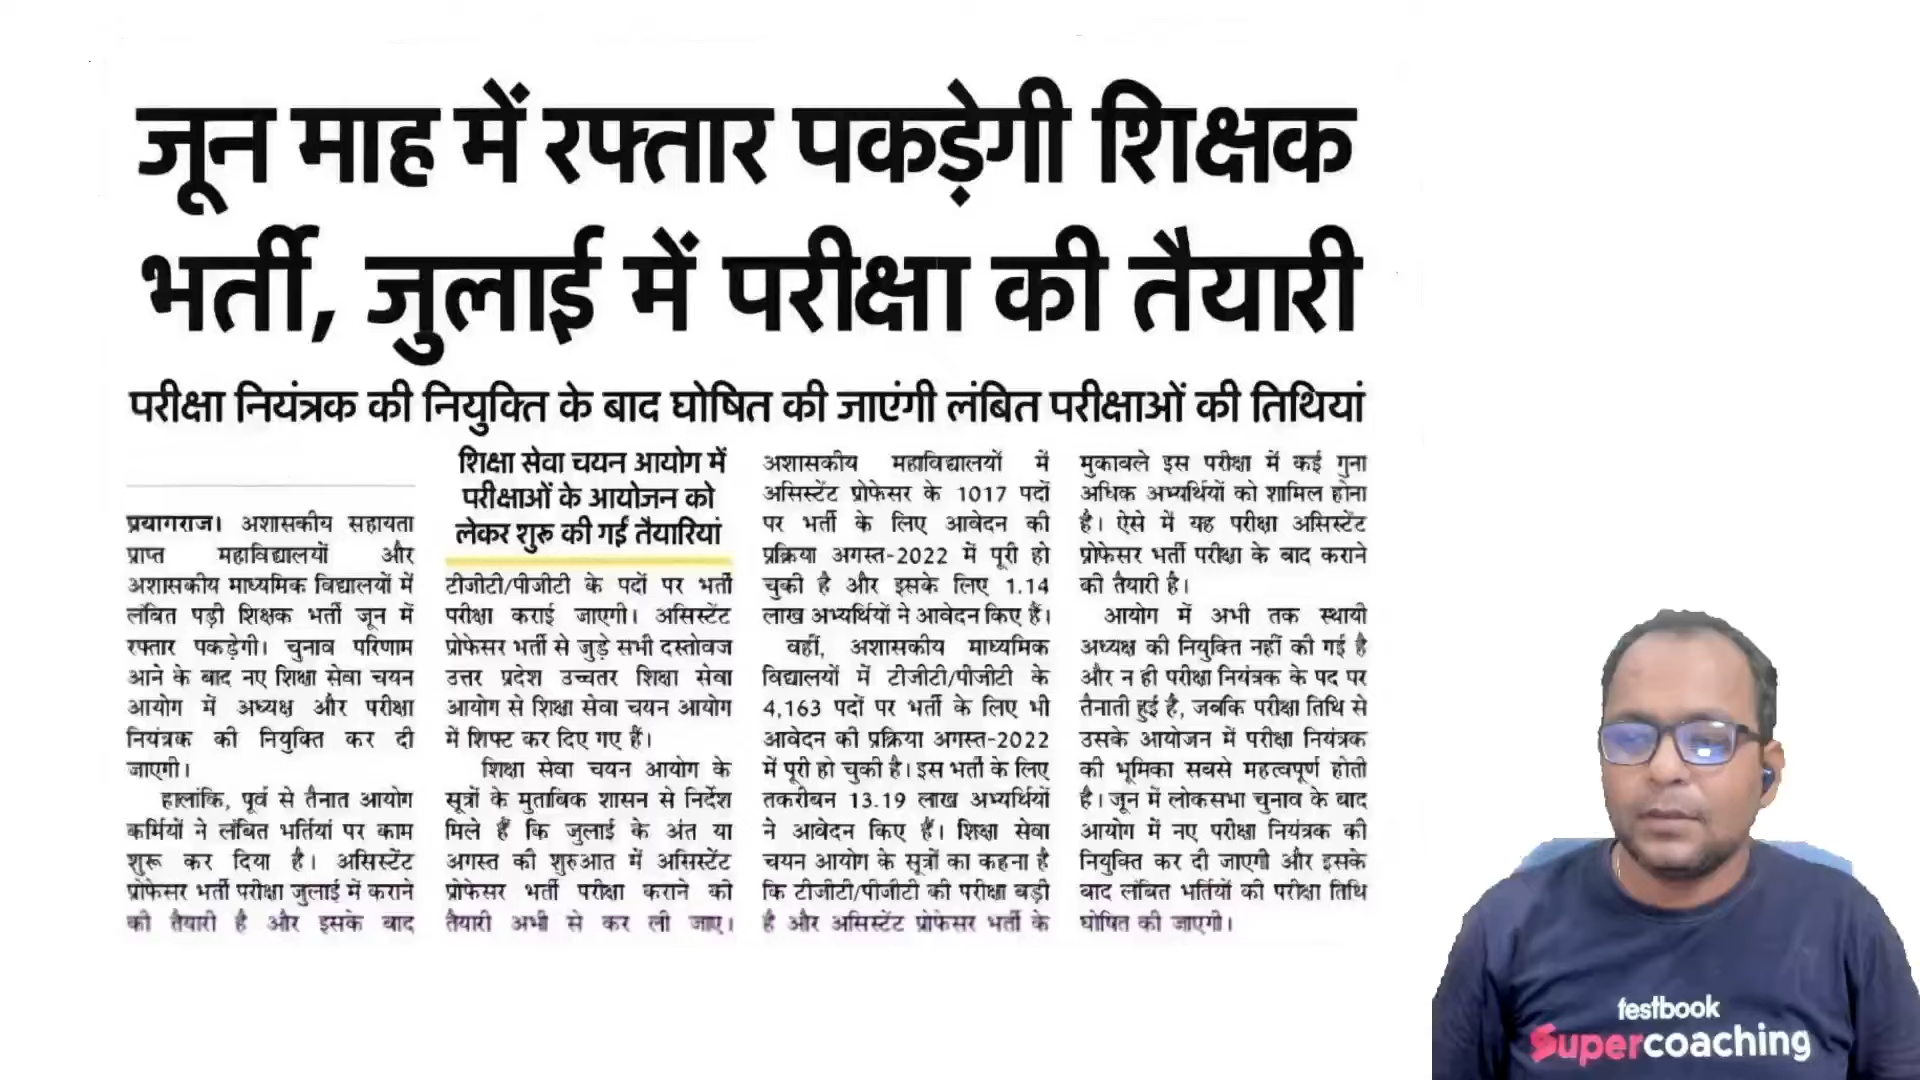 जून माह में रफ्तार पकड़ेगी शिक्षक
भर्ती, जुलाई में परीक्षा की तैयारी
परीक्षा नियंत्रक की नियुक्ति के बाद घोषित की जाएंगी लंबित परीक्षाओं की तिथियां
प्रयागराज। अशासकीय सहायता
प्राप्त महाविद्यालयों और
अशासकीय माध्यमिक विद्यालयों में
लंबित पड़ी शिक्षक भर्ती जून में
रफ्तार पकड़ेगी। चुनाव परिणाम
आने के बाद नए शिक्षा सेवा चयन
आयोग में अध्यक्ष और परीक्षा
नियंत्रक की नियुक्ति कर दी
जाएगी।
हालांकि, पूर्व से तैनात आयोग
कर्मियों ने लंबित भर्तियां पर काम
शुरू कर दिया है। असिस्टेंट
प्रोफेसर भर्ती परीक्षा जुलाई में कराने
की तैयारी है और इसके बाद
शिक्षा सेवा चयन आयोग में
परीक्षाओं के आयोजन को
लेकर शुरु की गईं तैयारियां
टीजीटी/पीजीटी के पदों पर भर्ती
परीक्षा कराई जाएगी। असिस्टेंट
प्रोफेसर भर्ती से जुड़े सभी दस्तोवज
उत्तर प्रदेश उच्चतर शिक्षा सेवा
आयोग से शिक्षा सेवा चयन आयोग
में शिफ्ट कर दिए गए हैं।
शिक्षा सेवा चयन आयोग के
सूत्रों के मुताबिक शासन से निर्देश
मिले हैं कि जुलाई के अंत या
अगस्त की शुरुआत में असिस्टेंट
प्रोफेसर भर्ती परीक्षा कराने की
तैयारी अभी से कर ली जाए।
अशासकीय महाविद्यालयों में
असिस्टेंट प्रोफेसर के 1017 पदों
पर भर्ती के लिए आवेदन की
प्रक्रिया अगस्त-2022 में पूरी हो
चुकी है और इसके लिए 1.14
लाख अभ्यर्थियों ने आवेदन किए हैं।
वहीं, अशासकीय माध्यमिक
विद्यालयों में टीजीटी/पीजीटी के
4,163 पदों पर भर्ती के लिए भी
आवेदन की प्रक्रिया अगस्त-2022
में पूरी हो चुकी है। इस भर्ती के लिए
तकरीबन 13.19 लाख अभ्यर्थियों
ने आवेदन किए हैं। शिक्षा सेवा
चयन आयोग के सूत्रों का कहना है
कि टीजीटी/पीजीटी की परीक्षा बड़ी
है और असिस्टेंट प्रोफेसर भर्ती के
मुकाबले इस परीक्षा में कई गुना
अधिक अभ्यर्थियों को शामिल होना
है। ऐसे में यह परीक्षा असिस्टेंट
प्रोफेसर भर्ती परीक्षा के बाद कराने
की तैयारी है।
आयोग में अभी तक स्थायी
अध्यक्ष की नियुक्ति नहीं की गई है
और न ही परीक्षा नियंत्रक के पद पर
तैनाती हुई है, जबकि परीक्षा तिथि से
उसके आयोजन में परीक्षा नियंत्रक
की भूमिका सबसे महत्वपूर्ण होती
है। जून में लोकसभा चुनाव के बाद
आयोग में नए परीक्षा नियंत्रक की
नियुक्ति कर दी जाएगी और इसके
बाद लंबित भर्तियों की परीक्षा तिथि
घोषित की जाएगी।
testbook
Supercoaching